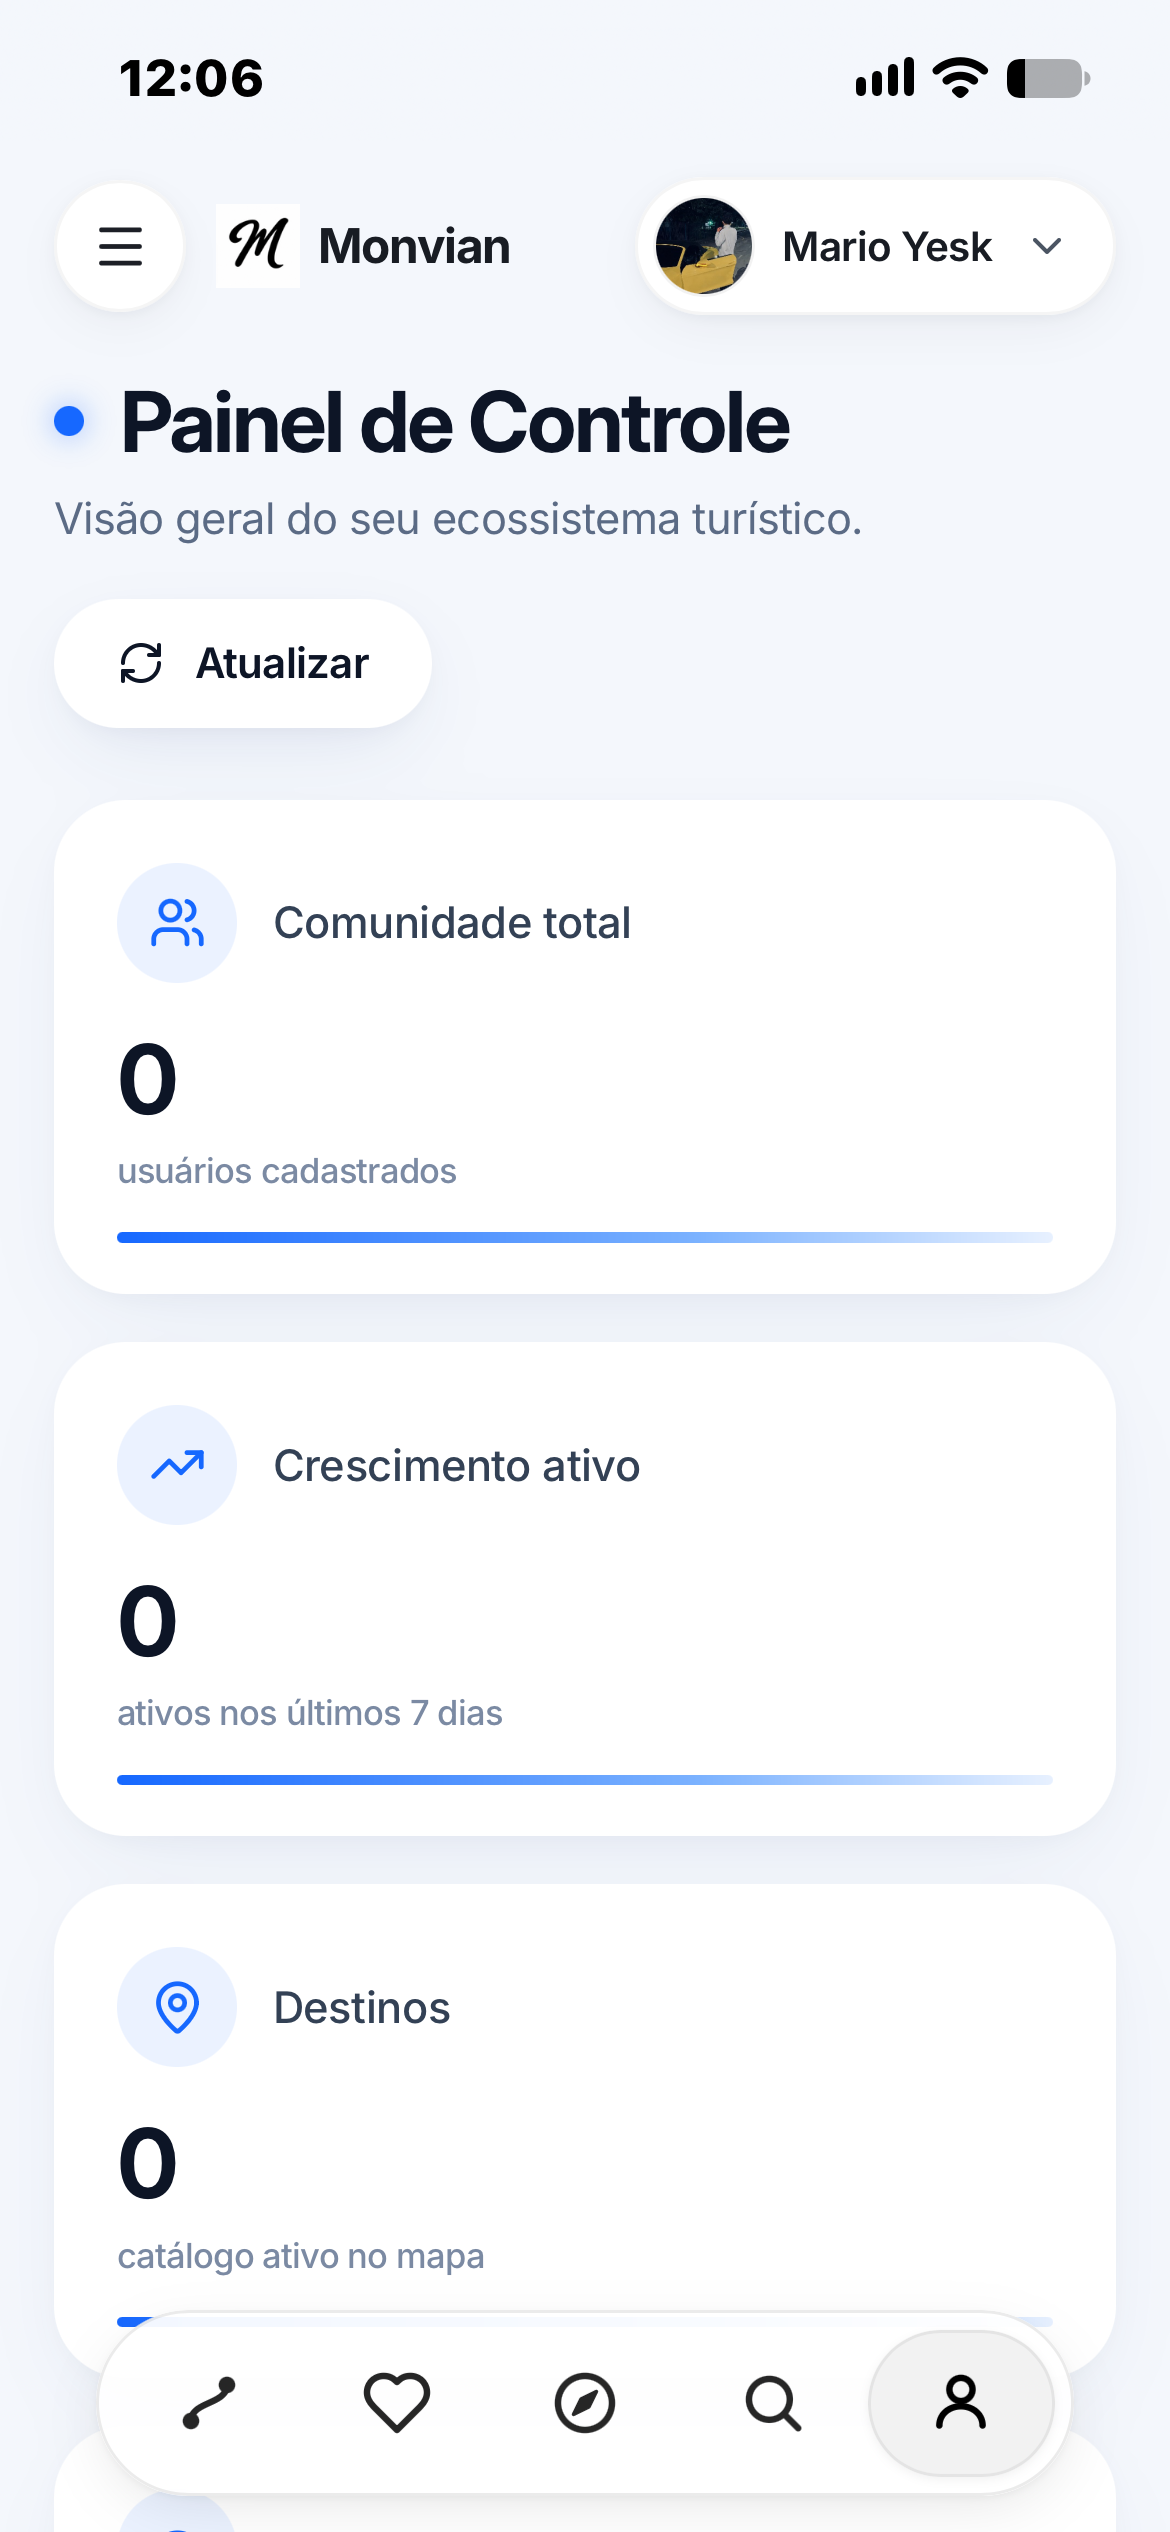 12:06
M Monvian
Mario Yesk
Painel de Controle
Visão geral do seu ecossistema turístico.
Atualizar
Comunidade total
0
usuários cadastrados
Crescimento ativo
0
ativos nos últimos 7 dias
Destinos
0
catálogo ativo no mapa